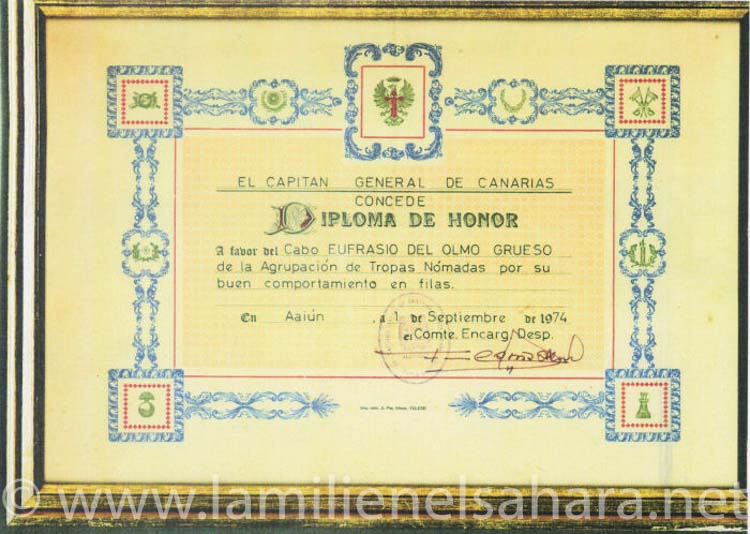 EL CAPITAN GENERAL DE CANARIAS
CONCEDE
DIPLOMA DE HONOR
A favor del Cabo EUFRASIO DEL OLMO GRUESO
de la Agrupación de Tropas Nómadas por su
buen comportamiento en filas.
En Aaiún, a 1 de Septiembre de 1974
el Comte. Encarg. Desp.
© www.lamilienelsahara.net